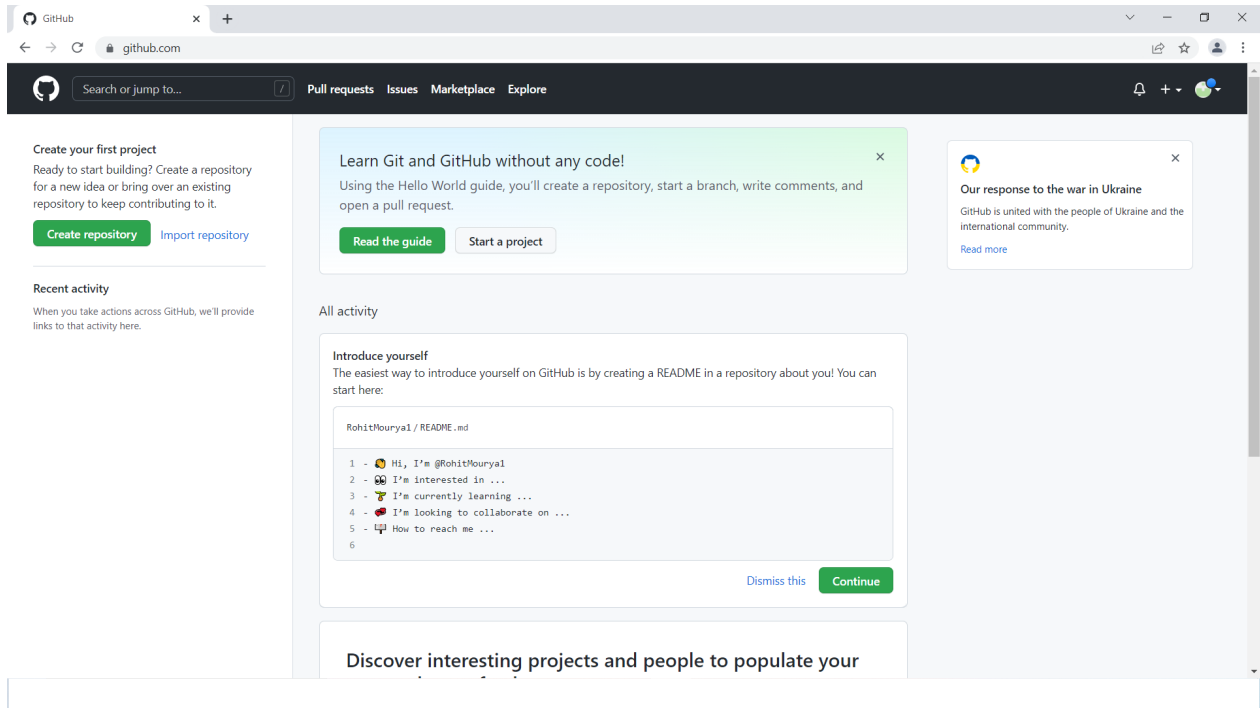 GitHub
github.com
Search or jump to... /
Pull requests Issues Marketplace Explore
Create your first project
Ready to start building? Create a repository
for a new idea or bring over an existing
repository to keep contributing to it.
Create repository Import repository
Recent activity
When you take actions across GitHub, we'll provide
links to that activity here.
Learn Git and GitHub without any code!
Using the Hello World guide, you'll create a repository, start a branch, write comments, and
open a pull request.
Read the guide Start a project
All activity
Introduce yourself
The easiest way to introduce yourself on GitHub is by creating a README in a repository about you! You can
start here:
RohitMourya1 / README.md
1 - 👋 Hi, I'm @RohitMourya1
2 - 👀 I'm interested in ...
3 - 🌱 I'm currently learning ...
4 - 💞️ I'm looking to collaborate on ...
5 - 📫 How to reach me ...
6
Dismiss this Continue
Discover interesting projects and people to populate your
Our response to the war in Ukraine
GitHub is united with the people of Ukraine and the
international community.
Read more